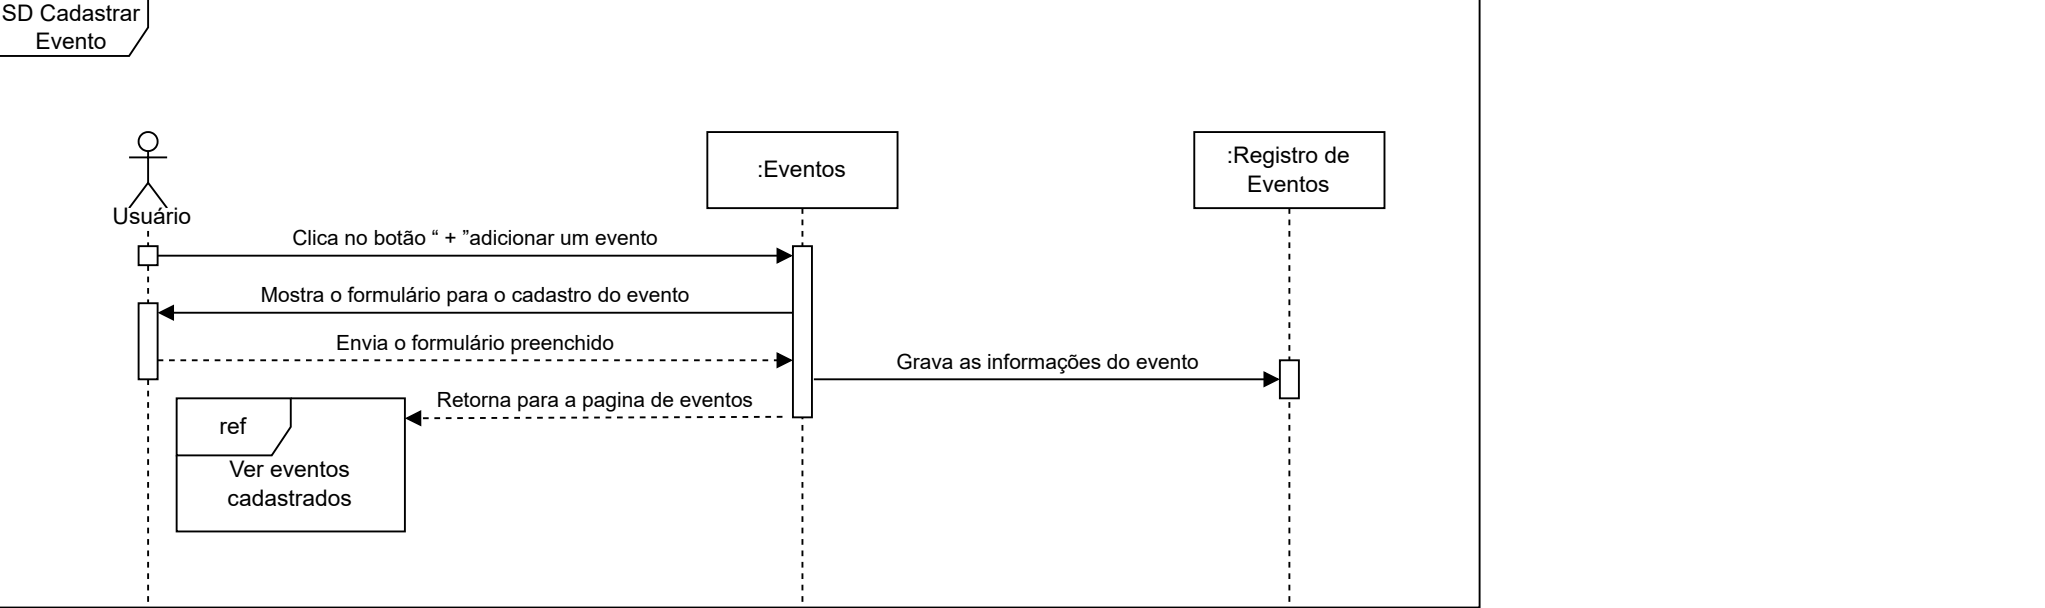 SD Cadastrar
Evento
:Eventos
:Registro de
Eventos
Usuário
Clica no botão “ + ”adicionar um evento
Mostra o formulário para o cadastro do evento
Envia o formulário preenchido
Grava as informações do evento
Retorna para a pagina de eventos
ref
Ver eventos
cadastrados